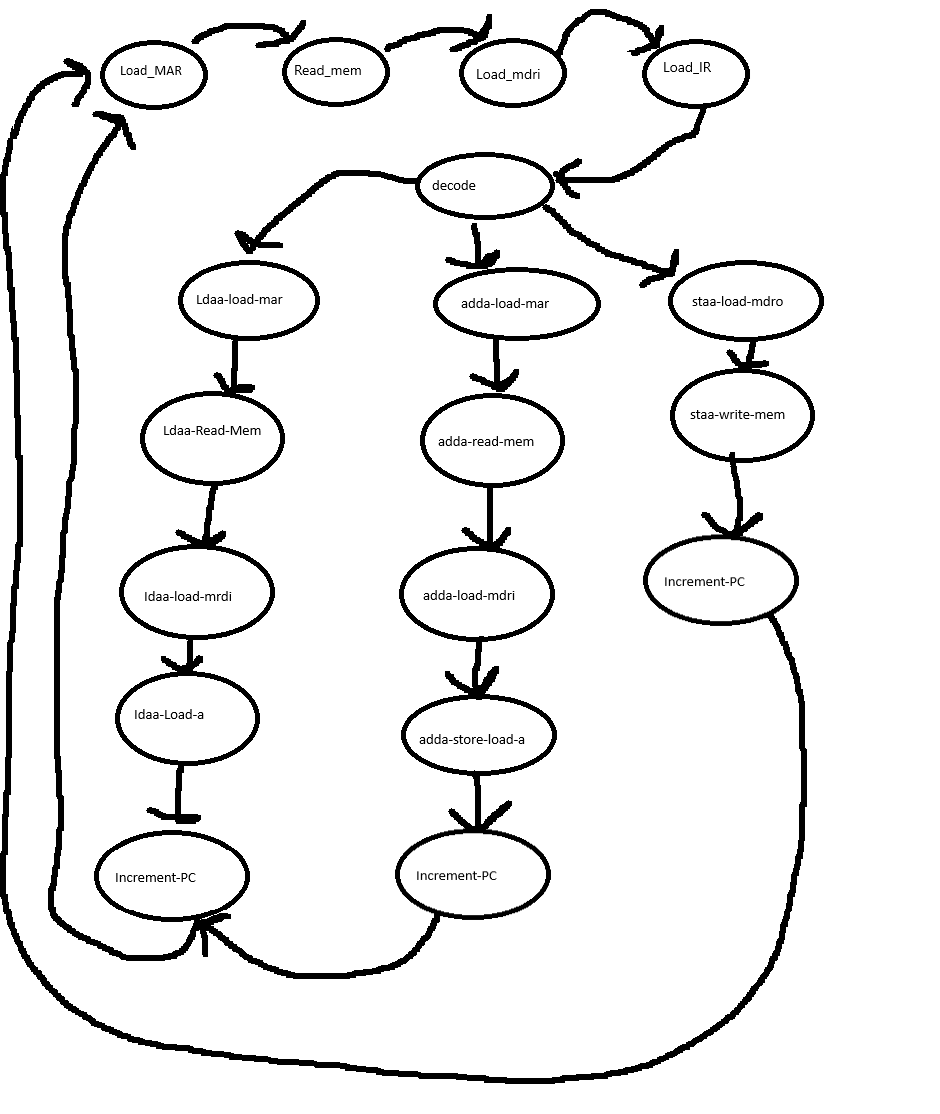 Load_MAR
Read_mem
Load_mdri
Load_IR
decode
Ldaa-load-mar
adda-load-mar
staa-load-mdro
Ldaa-Read-Mem
adda-read-mem
staa-write-mem
Idaa-load-mrdi
adda-load-mdri
Increment-PC
Idaa-Load-a
adda-store-load-a
Increment-PC
Increment-PC